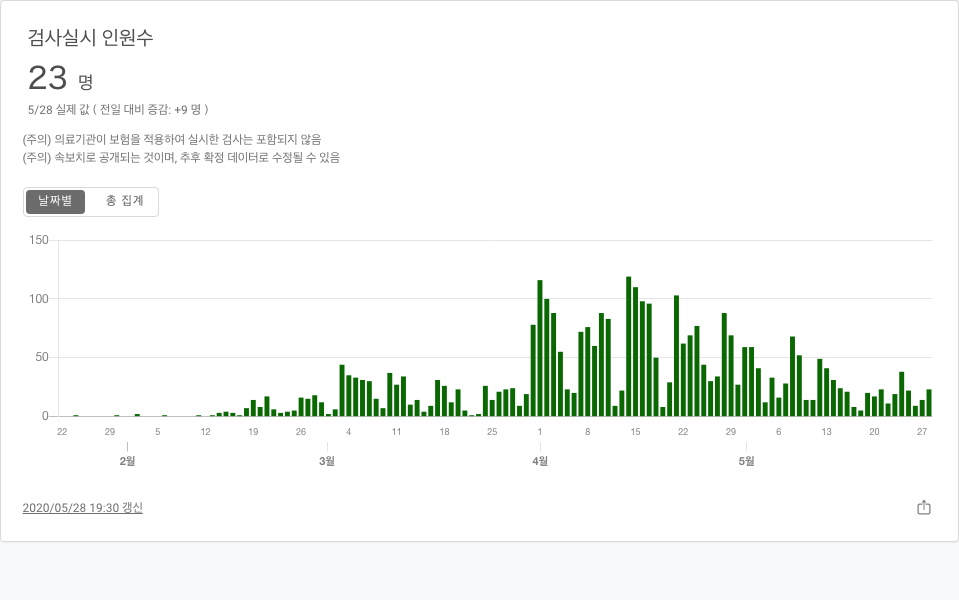 검사실시 인원수
23 명
5/28 실제 값 ( 전일 대비 증감: +9 명 )
(주의) 의료기관이 보험을 적용하여 실시한 검사는 포함되지 않음
(주의) 속보치로 공개되는 것이며, 추후 확정 데이터로 수정될 수 있음
날짜별 총 집계
150
100
50
0
22 29 5 12 19 26 4 11 18 25 1 8 15 22 29 6 13 20 27
2월 3월 4월 5월
2020/05/28 19:30 갱신